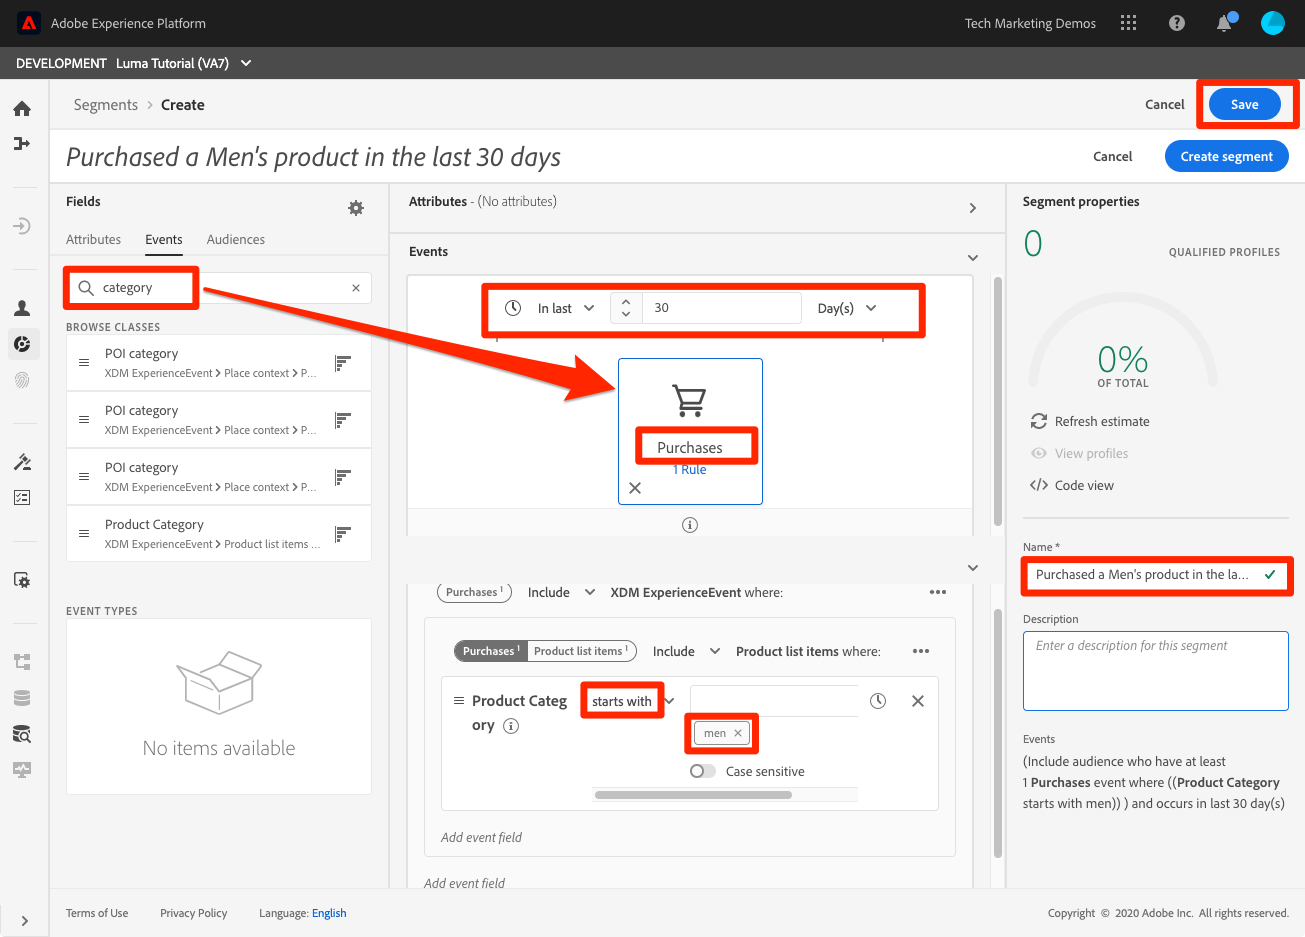 Adobe Experience Platform
Tech Marketing Demos
DEVELOPMENT Luma Tutorial (VA7)
Segments > Create
Cancel
Save
Purchased a Men's product in the last 30 days
Cancel
Create segment
Fields
Attributes
Events
Audiences
category
BROWSE CLASSES
POI category
XDM ExperienceEvent > Place context > P...
POI category
XDM ExperienceEvent > Place context > P...
POI category
XDM ExperienceEvent > Place context > P...
Product Category
XDM ExperienceEvent > Product list items ...
EVENT TYPES
No items available
Attributes - (No attributes)
Events
In last
30
Day(s)
Purchases
1 Rule
Purchases 1
Include
XDM ExperienceEvent where:
Purchases 1
Product list items 1
Include
Product list items where:
Product Categ
ory
starts with
men
Case sensitive
Add event field
Add event field
Segment properties
0
QUALIFIED PROFILES
0%
OF TOTAL
Refresh estimate
View profiles
</> Code view
Name *
Purchased a Men's product in the la...
Description
Enter a description for this segment
Events
(Include audience who have at least
1 Purchases event where ((Product Category
starts with men)) ) and occurs in last 30 day(s)
Terms of Use
Privacy Policy
Language: English
Copyright © 2020 Adobe Inc. All rights reserved.